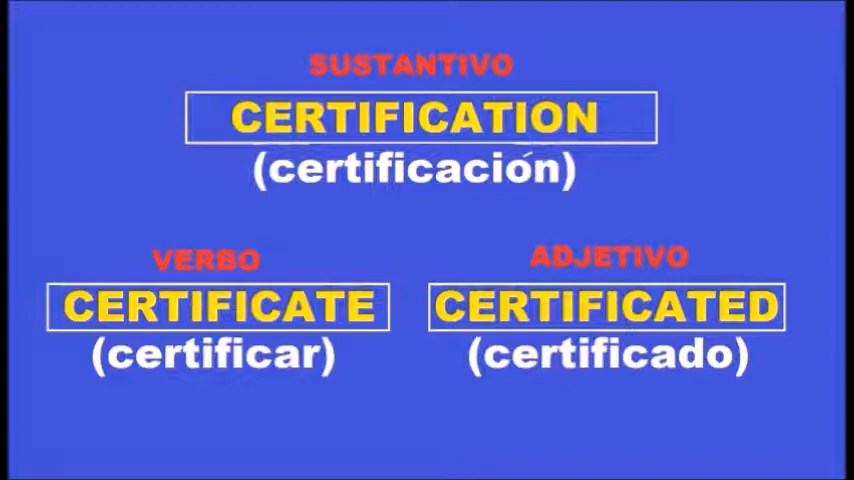 SUSTANTIVO
CERTIFICATION
(certificación)
VERBO
CERTIFICATE
(certificar)
ADJETIVO
CERTIFICATED
(certificado)